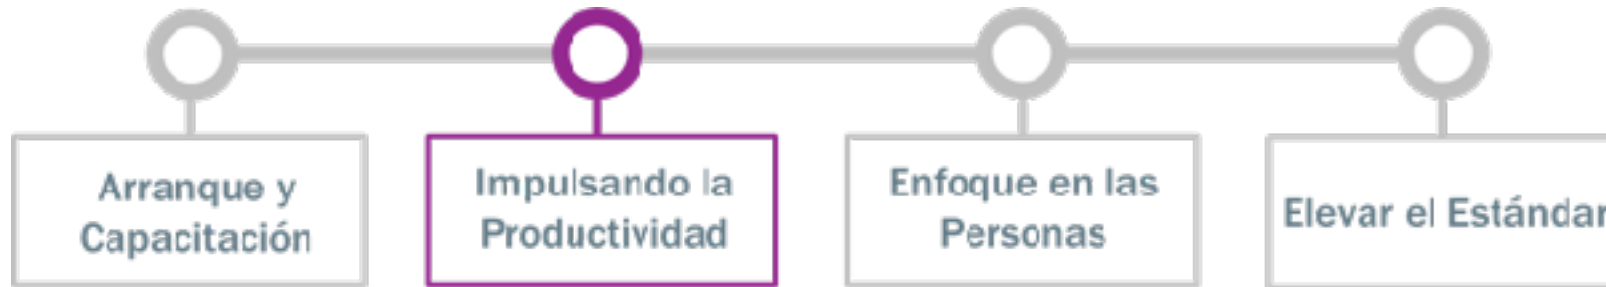 Arranque y
Capacitación
Impulsando la
Productividad
Enfoque en las
Personas
Elevar el Estándar